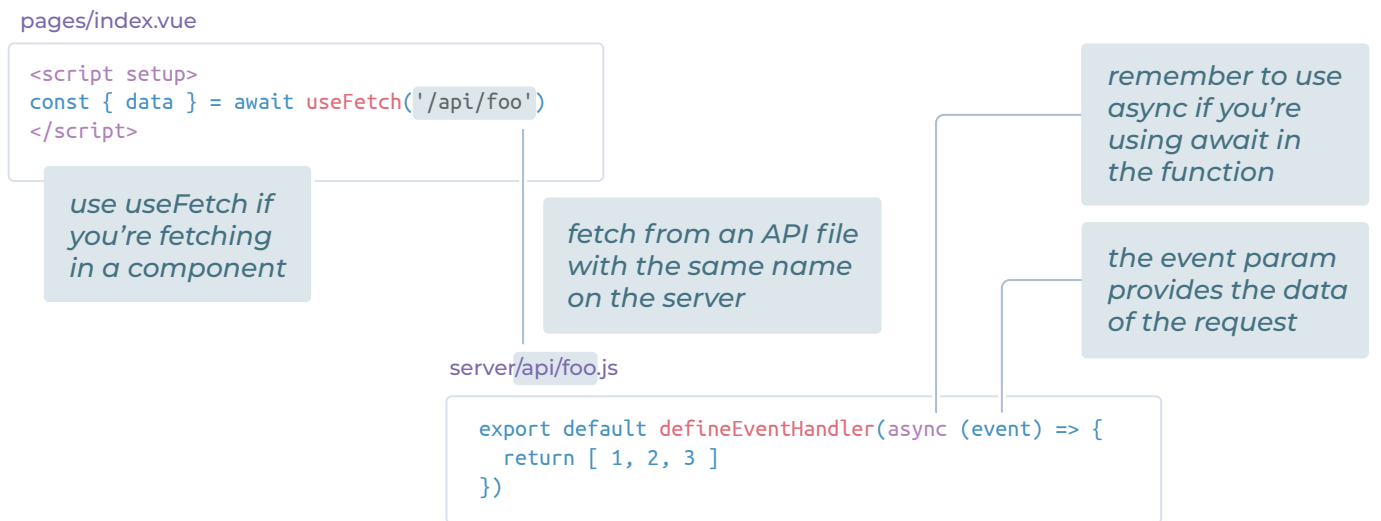 pages/index.vue
<script setup>
const { data } = await useFetch('/api/foo')
</script>
use useFetch if
you're fetching
in a component
fetch from an API file
with the same name
on the server
remember to use
async if you're
using await in
the function
the event param
provides the data
of the request
server/api/foo.js
export default defineEventHandler(async (event) => {
  return [ 1, 2, 3 ]
})